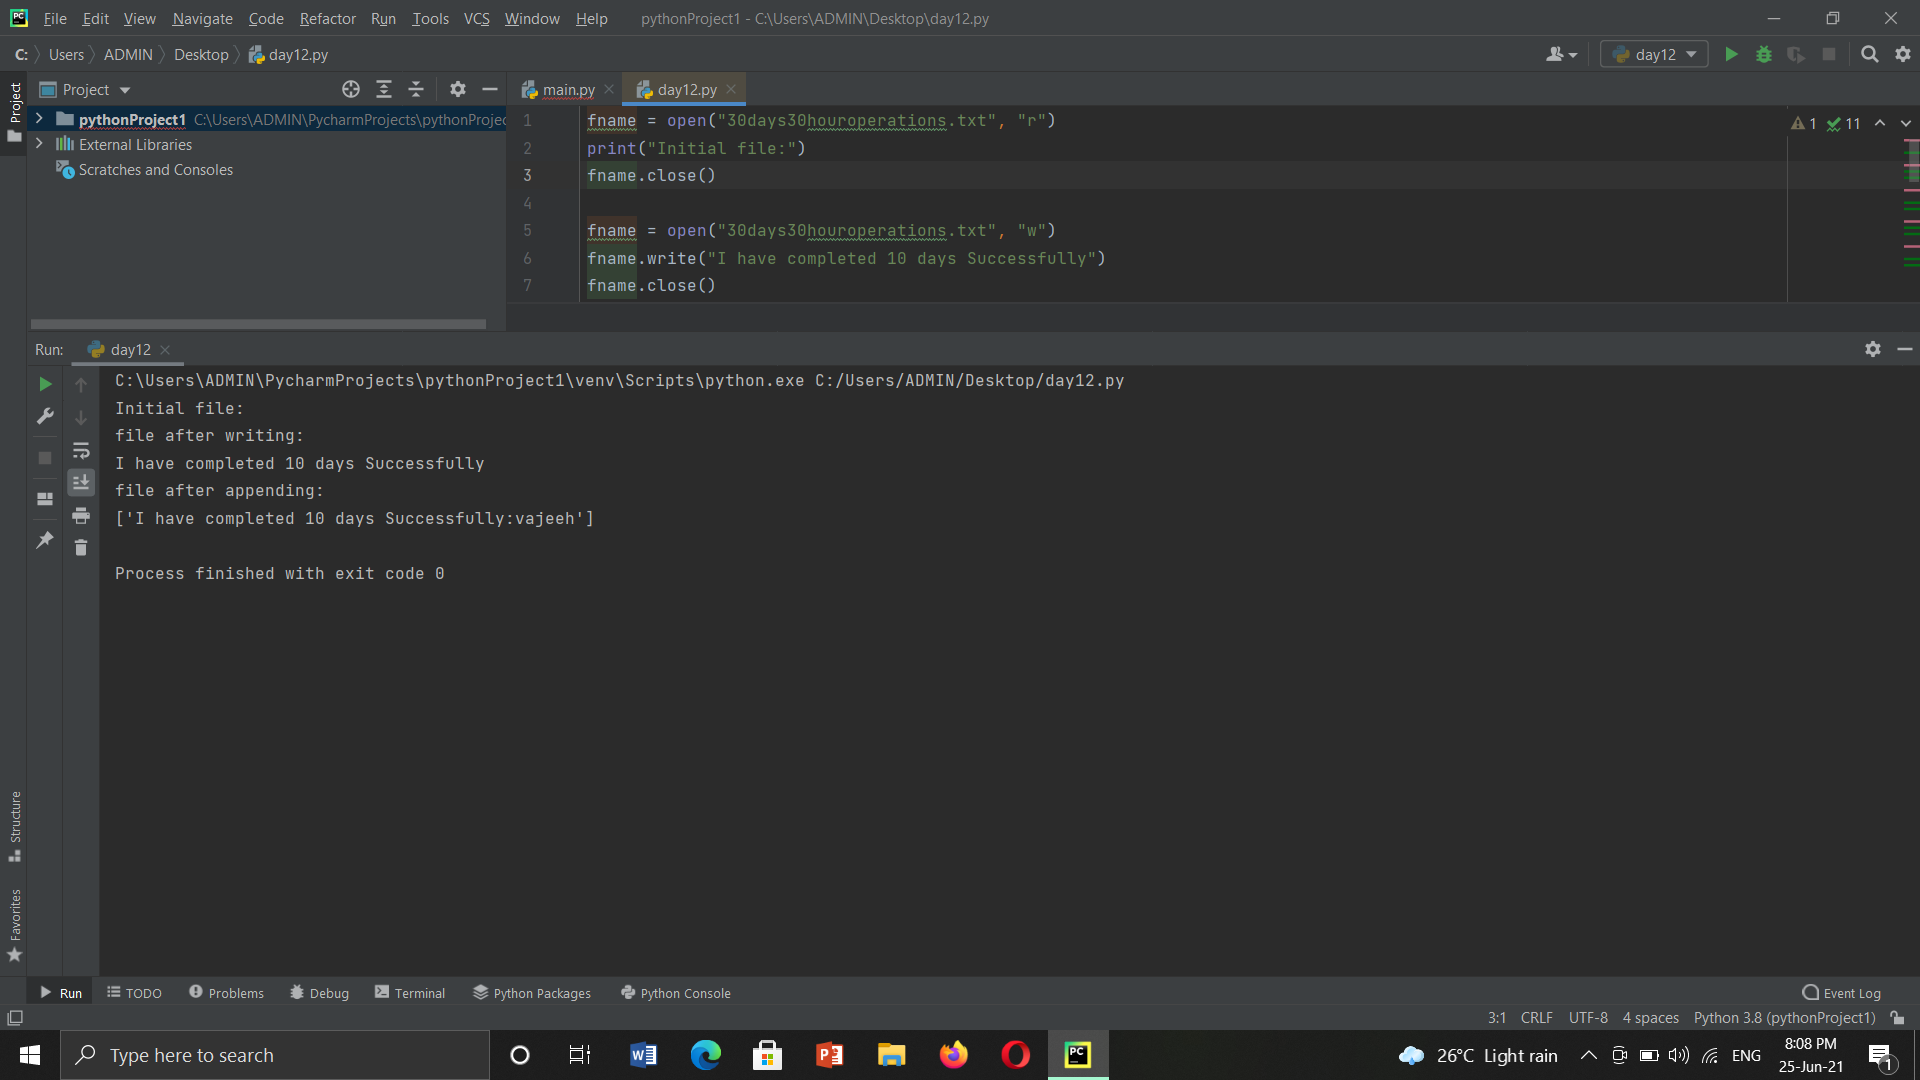 File Edit View Navigate Code Refactor Run Tools VCS Window Help pythonProject1 - C:\Users\ADMIN\Desktop\day12.py
C: Users ADMIN Desktop day12.py
day12
Project
Project
main.py
day12.py
pythonProject1 C:\Users\ADMIN\PycharmProjects\pythonProjec
External Libraries
Scratches and Consoles
1 fname = open("30days30houroperations.txt", "r")
2 print("Initial file:")
3 fname.close()
4
5 fname = open("30days30houroperations.txt", "w")
6 fname.write("I have completed 10 days Successfully")
7 fname.close()
1 11
Run: day12
C:\Users\ADMIN\PycharmProjects\pythonProject1\venv\Scripts\python.exe C:/Users/ADMIN/Desktop/day12.py
Initial file:
file after writing:
I have completed 10 days Successfully
file after appending:
['I have completed 10 days Successfully:vajeeh']
Process finished with exit code 0
Structure
Favorites
Run TODO Problems Debug Terminal Python Packages Python Console Event Log
3:1 CRLF UTF-8 4 spaces Python 3.8 (pythonProject1)
Type here to search
26°C Light rain
ENG
8:08 PM
25-Jun-21
1